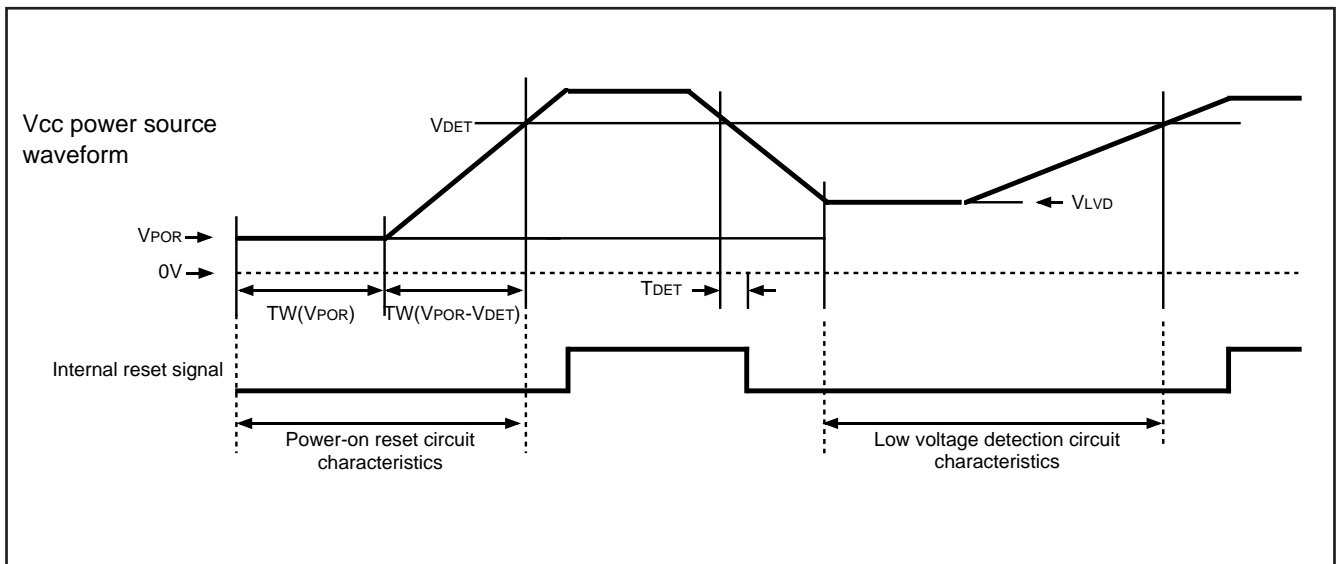 Vcc power source
waveform
VDET
VLVD
VPOR
0V
TDET
TW(VPOR)
TW(VPOR-VDET)
Internal reset signal
Power-on reset circuit
characteristics
Low voltage detection circuit
characteristics